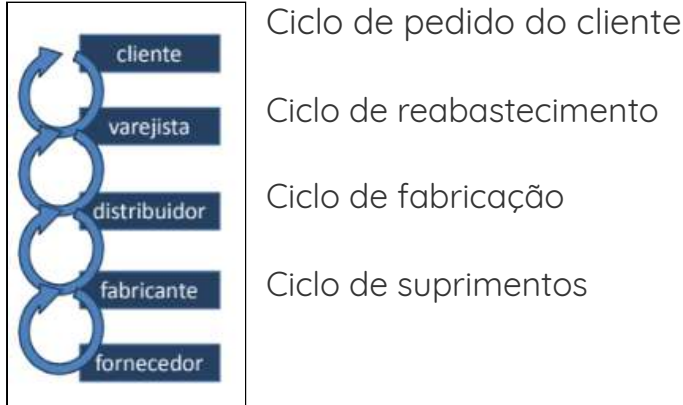 Ciclo de pedido do cliente
cliente
Ciclo de reabastecimento
varejista
Ciclo de fabricação
distribuidor
Ciclo de suprimentos
fabricante
fornecedor